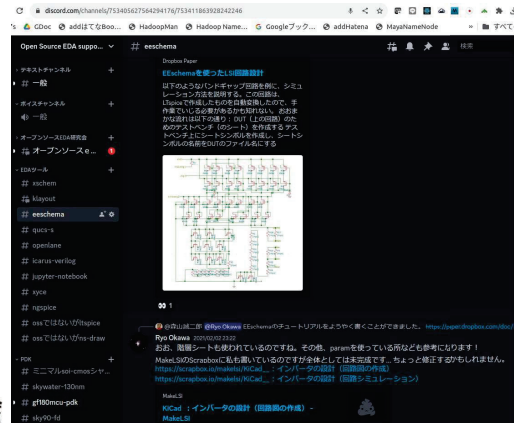 discord.com/channels/753405627564294176/753411863928242246
GDoc
addはてなBoo...
HadoopMan
Hadoop Name...
Google ブック...
addHatena
MayaNameNode
»
すべて
Open Source EDA suppo...
# eeschema
検索
テキストチャンネル
# 一般
ボイスチャンネル
一般
オープンソースEDA研究会
オープンソース e...
EDAツール
# xschem
klayout
# eeschema
# qucs-s
# openlane
# icarus-verilog
# jupyter-notebook
# xyce
# ngspice
# ossではないがltspice
# ossではないがns-draw
PDK
# ミニマルsoi-cmosシャ...
# skywater-130nm
# gf180mcu-pdk
# sky90-fd
Dropbox Paper
EEschemaを使ったLSI回路設計
以下のようなバンドギャップ回路を例に、シミュ
レーション方法を説明する。この回路は、
LTspiceで作成したものを自動変換したので、手
作業でいじる必要があるかも知れない。 おおま
かな流れは以下の通り：DUT（上の回路）のた
めのテストベンチ（のシート）を作成する テス
トベンチ上にシートシンボルを作成し、シートシ
ンボルの名前をDUTのファイル名にする
1
@Ryo Okawa EEschemaのチュートリアルをようやく書くことができました。
Ryo Okawa 2021/02/02 22:22
おお、階層シートも使われているのですね。その他、paramを使っている所なども参考になります！
MakeLSIのScrapboxに私も書いているのですが全体としては未完成です... ちょっと修正するかもしれません。
https://scrapbox.io/makelsi/KiCad_：インバータの設計（回路図の作成）
https://scrapbox.io/makelsi/KiCad_：インバータの設計（回路シミュレーション）
MakeLSI
KiCad ：インバータの設計（回路図の作成） -
MakeLSI